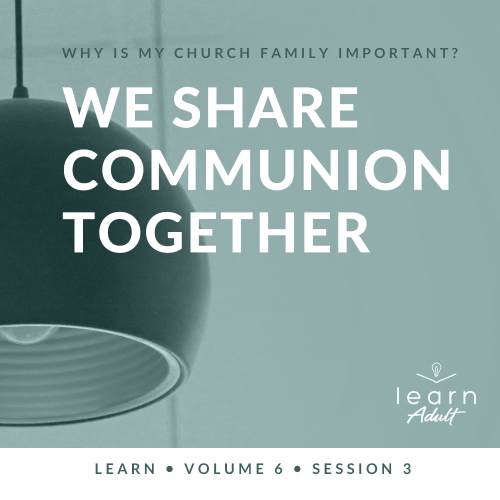 WHY IS MY CHURCH FAMILY IMPORTANT?
WE SHARE
COMMUNION
TOGETHER
learn
Adult
LEARN • VOLUME 6 • SESSION 3